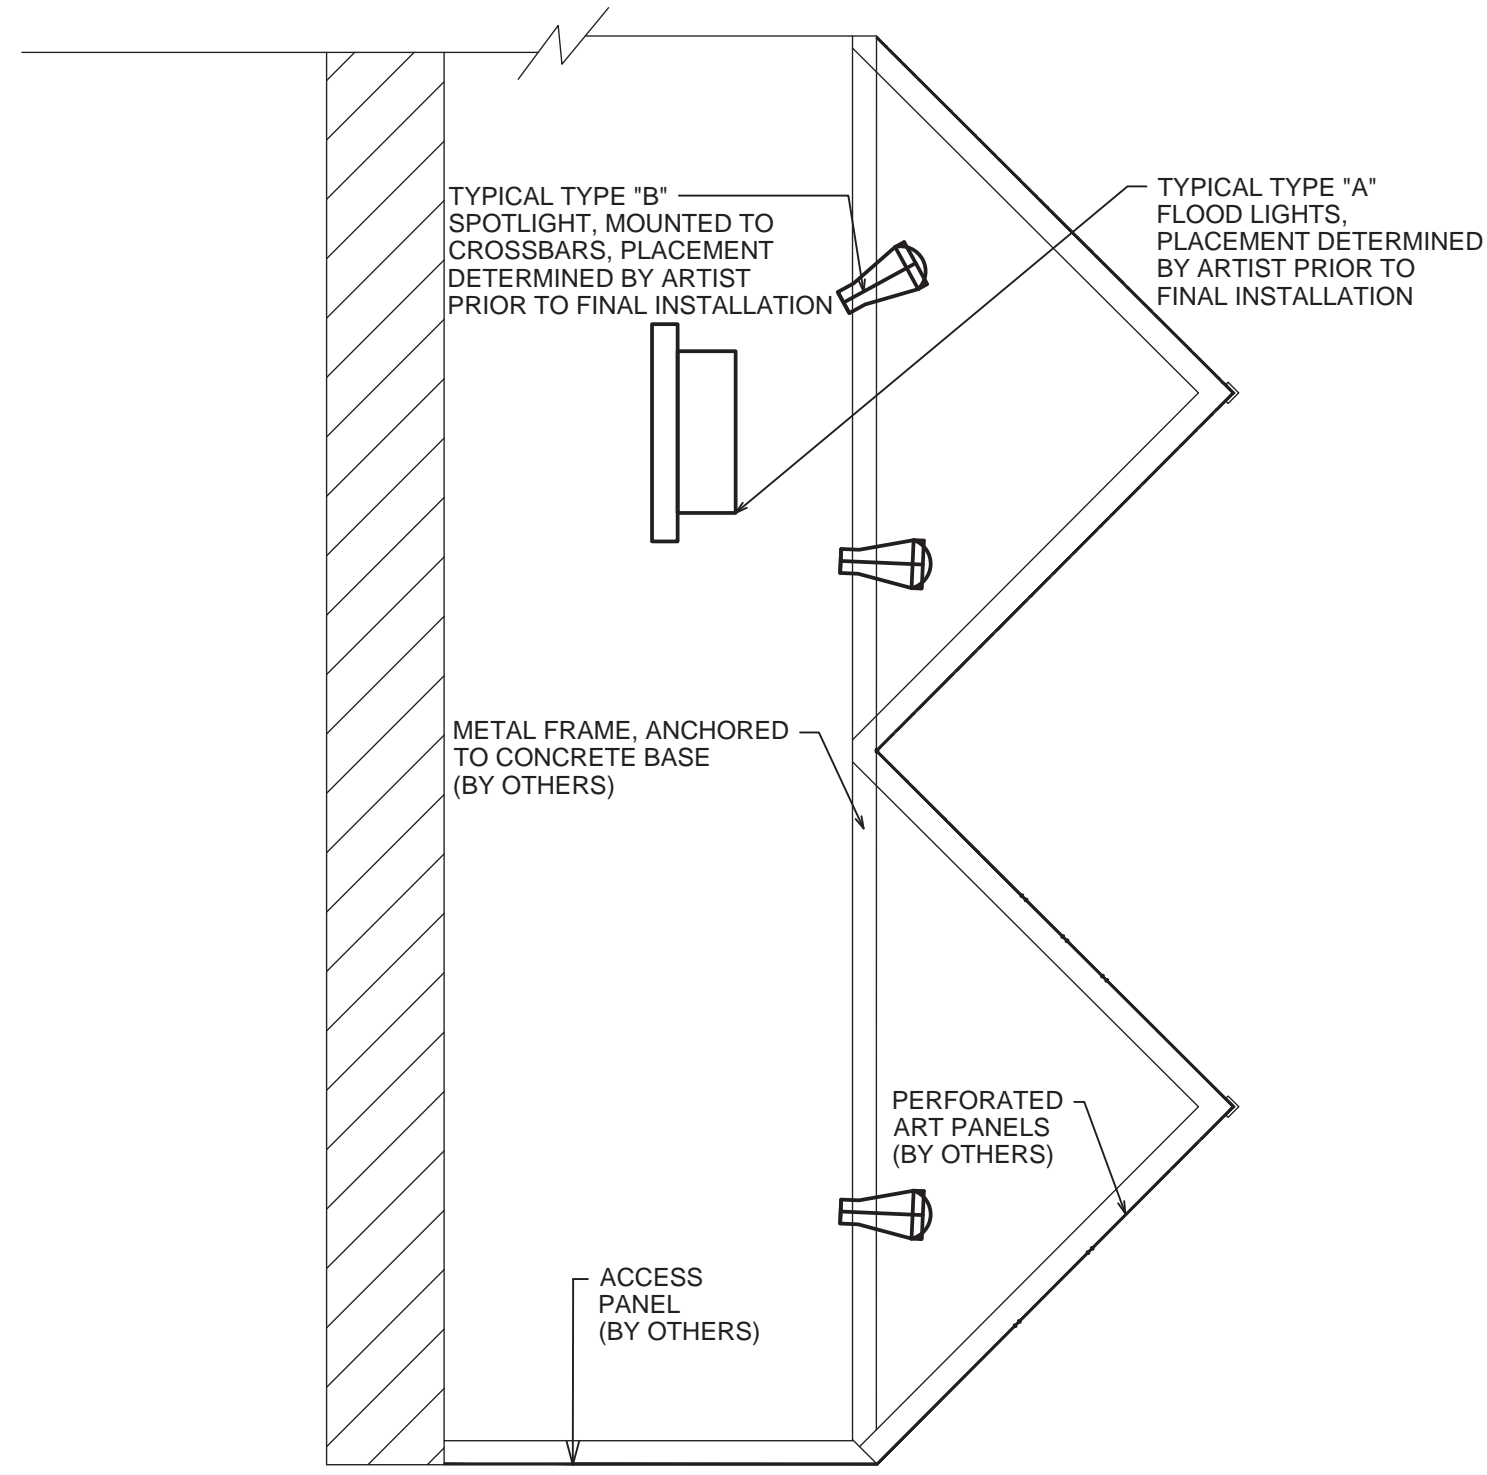 TYPICAL TYPE "B"
SPOTLIGHT, MOUNTED TO
CROSSBARS, PLACEMENT
DETERMINED BY ARTIST
PRIOR TO FINAL INSTALLATION
TYPICAL TYPE "A"
FLOOD LIGHTS,
PLACEMENT DETERMINED
BY ARTIST PRIOR TO
FINAL INSTALLATION
METAL FRAME, ANCHORED
TO CONCRETE BASE
(BY OTHERS)
PERFORATED
ART PANELS
(BY OTHERS)
ACCESS
PANEL
(BY OTHERS)